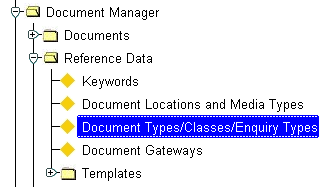 Document Manager
Documents
Reference Data
Keywords
Document Locations and Media Types
Document Types/Classes/Enquiry Types
Document Gateways
Templates